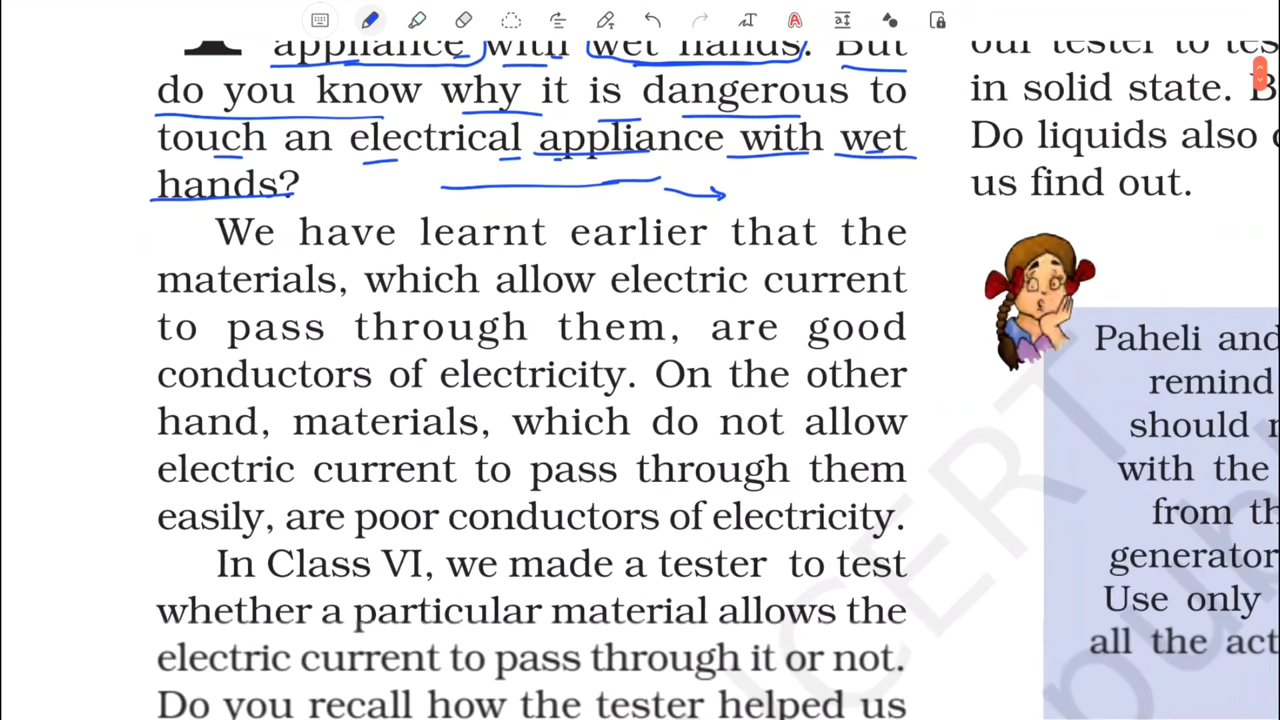 appliance with wet hands. But
do you know why it is dangerous to
touch an electrical appliance with wet
hands?
We have learnt earlier that the
materials, which allow electric current
to pass through them, are good
conductors of electricity. On the other
hand, materials, which do not allow
electric current to pass through them
easily, are poor conductors of electricity.
In Class VI, we made a tester to test
whether a particular material allows the
electric current to pass through it or not.
Do you recall how the tester helped us
our tester to tes
in solid state. B
Do liquids also
us find out.
Paheli and
remind
should
with the
from th
generator
Use only
all the act